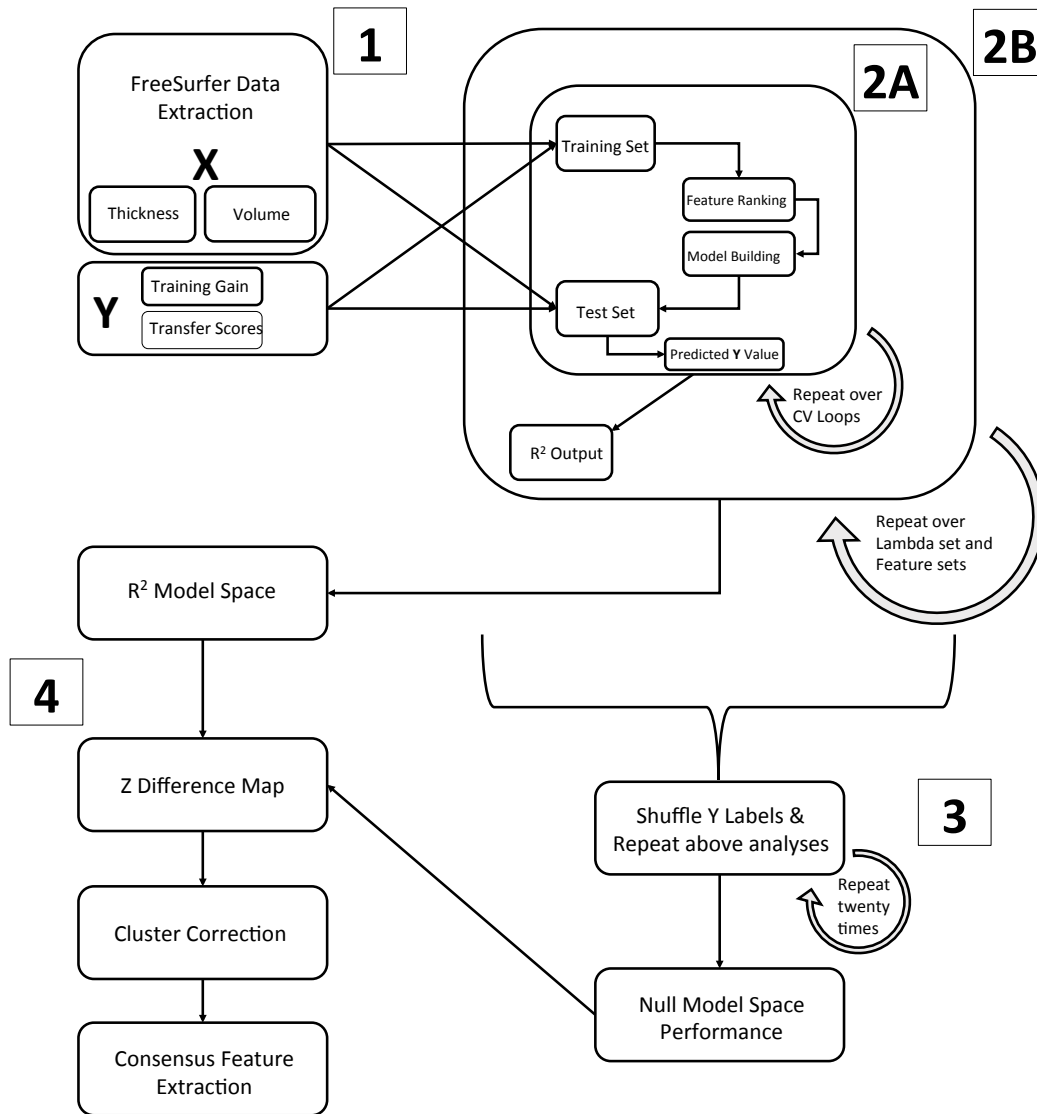 1
FreeSurfer Data
Extraction
X
Thickness
Volume
Y
Training Gain
Transfer Scores
2B
2A
Training Set
Feature Ranking
Model Building
Test Set
Predicted Y Value
Repeat over
CV Loops
R² Output
Repeat over
Lambda set and
Feature sets
R² Model Space
4
Z Difference Map
Cluster Correction
Consensus Feature
Extraction
3
Shuffle Y Labels &
Repeat above analyses
Repeat
twenty
times
Null Model Space
Performance